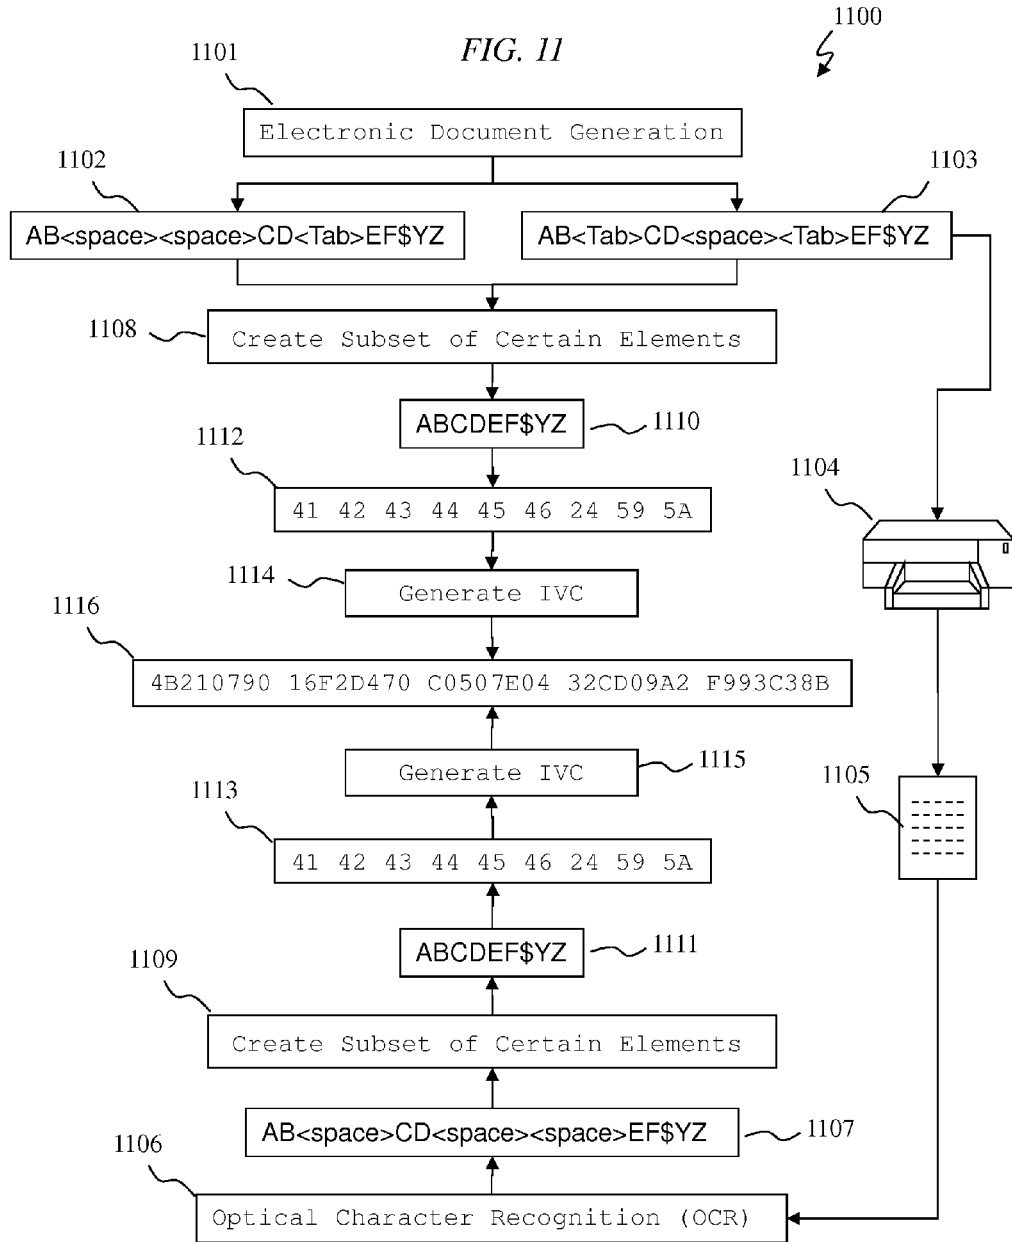 1100
FIG. 11
1101
Electronic Document Generation
1102
1103
AB<space><space>CD<Tab>EF$YZ
AB<Tab>CD<space><Tab>EF$YZ
1108
Create Subset of Certain Elements
ABCDEF$YZ
1110
1112
1104
41 42 43 44 45 46 24 59 5A
1114
Generate IVC
1116
4B210790 16F2D470 C0507E04 32CD09A2 F993C38B
Generate IVC
1115
1105
1113
41 42 43 44 45 46 24 59 5A
ABCDEF$YZ
1111
1109
Create Subset of Certain Elements
AB<space>CD<space><space>EF$YZ
1107
1106
Optical Character Recognition (OCR)